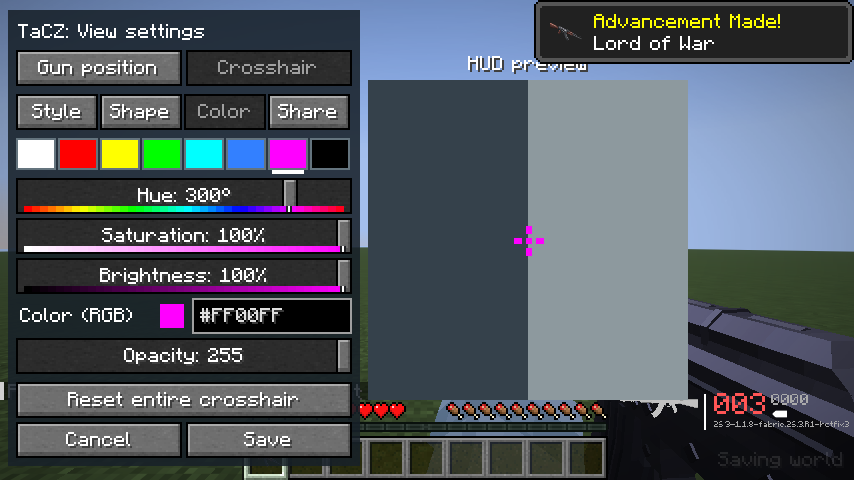 TaCZ: View settings
Gun position
Crosshair
Style
Shape
Color
Share
Hue: 300°
Saturation: 100%
Brightness: 100%
Color (RGB)
#FF00FF
Opacity: 255
Reset entire crosshair
Cancel
Save
Advancement Made!
Lord of War
HUD preview
003
0000
Saving world